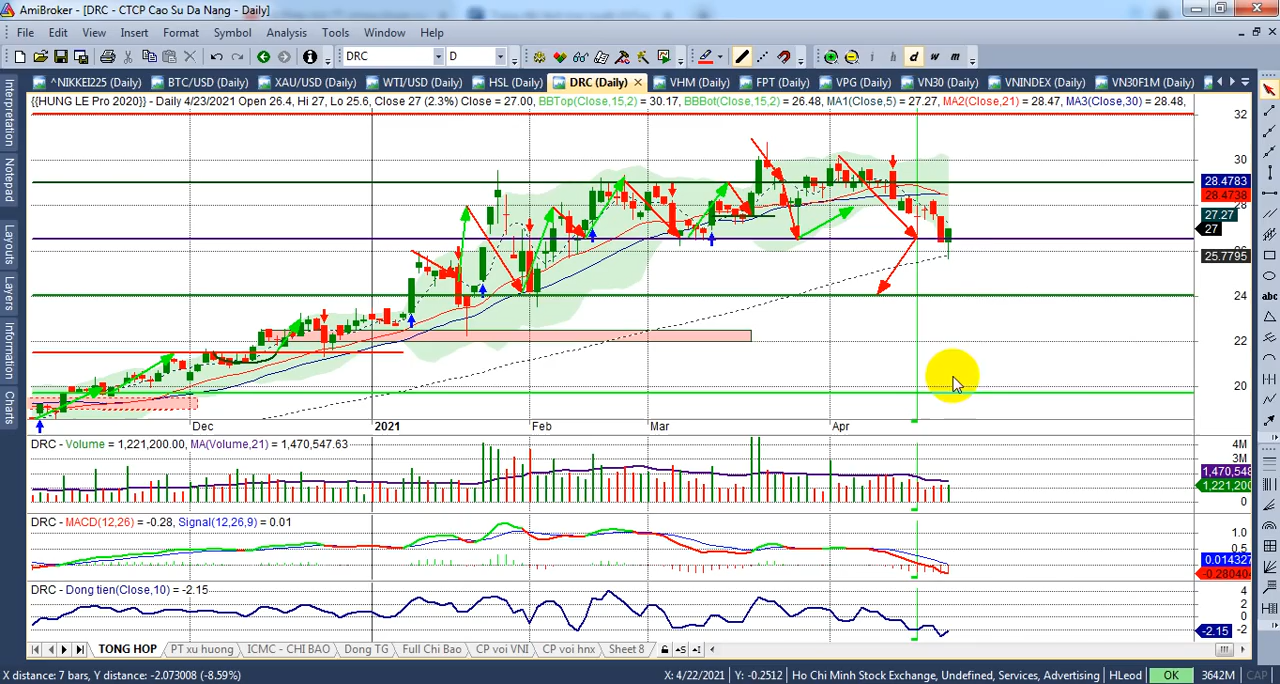 AmiBroker - [DRC - CTCP Cao Su Da Nang - Daily]
File Edit View Insert Format Symbol Analysis Tools Window Help
DRC D i h d w m
^NIKKEI225 (Daily) BTC/USD (Daily) XAU/USD (Daily) WTI/USD (Daily) HSL (Daily) DRC (Daily) VHM (Daily) FPT (Daily) VPG (Daily) VN30 (Daily) VNINDEX (Daily) VN30F1M (Daily)
Interpretation
Notepad
Layouts
Layers
Information
Charts
{{HUNG LE Pro 2020}} - Daily 4/23/2021 Open 26.4, Hi 27, Lo 25.6, Close 27 (2.3%) Close = 27.00, BBTop(Close,15,2) = 30.17, BBBot(Close,15,2) = 26.48, MA1(Close,5) = 27.27, MA2(Close,21) = 28.47, MA3(Close,30) = 28.48,
32
30
28.4783
28.4738
28
27.27
27
26
25.7795
24
22
20
abc
Dec 2021 Feb Mar Apr
DRC - Volume = 1,221,200.00, MA(Volume,21) = 1,470,547.63
4M
3M
1,470,548
1,221,200
0
DRC - MACD(12,26) = -0.28, Signal(12,26,9) = 0.01
1.0
0.5
0.014327
-0.28040
DRC - Dong tien(Close,10) = -2.15
4
2
0
-2.15
-2
TONG HOP PT xu huong ICMC - CHI BAO Dong TG Full Chi Bao CP voi VNI CP voi hnx Sheet 8
X distance: 7 bars, Y distance: -2.073008 (-8.59%) X: 4/22/2021 Y: -0.2512 Ho Chi Minh Stock Exchange, Undefined, Services, Advertising HLeod OK 3642M CAP